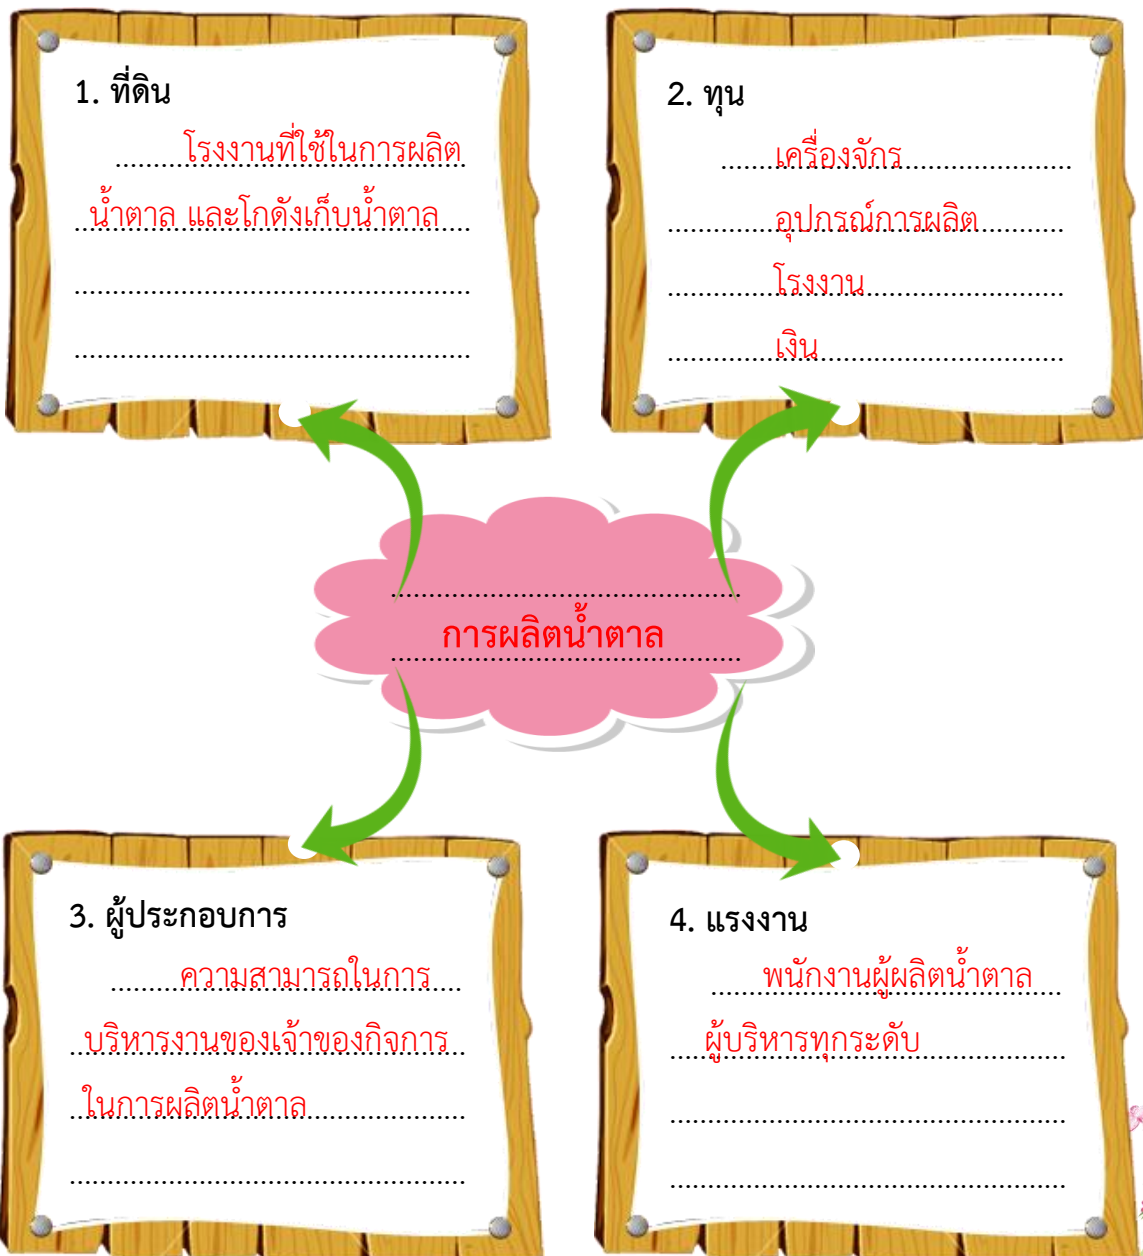 1. ที่ดิน
โรงงานที่ใช้ในการผลิต
น้ำตาล และโกดังเก็บน้ำตาล
2. ทุน
เครื่องจักร
อุปกรณ์การผลิต
โรงงาน
เงิน
การผลิตน้ำตาล
3. ผู้ประกอบการ
ความสามารถในการ
บริหารงานของเจ้าของกิจการ
ในการผลิตน้ำตาล
4. แรงงาน
พนักงานผู้ผลิตน้ำตาล
ผู้บริหารทุกระดับ